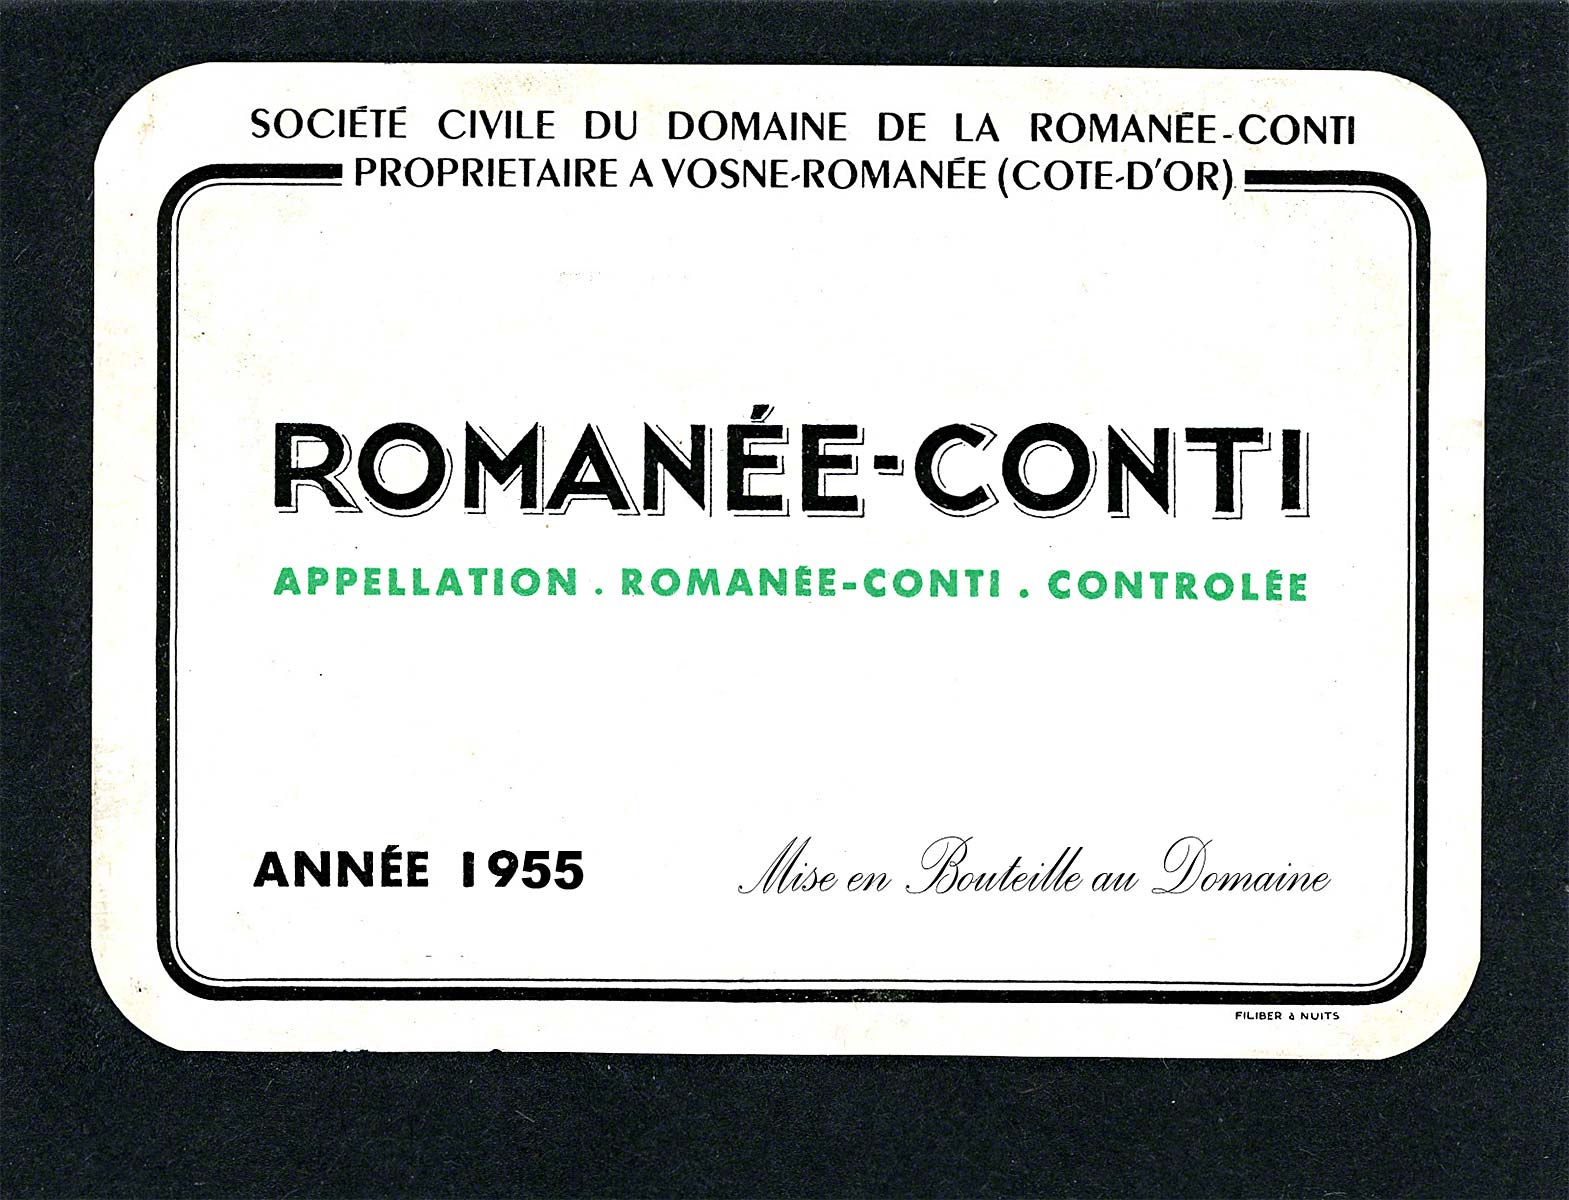 SOCIÉTÉ CIVILE DU DOMAINE DE LA ROMANÉE-CONTI
PROPRIETAIRE A VOSNE-ROMANÉE (COTE-D'OR)
ROMANÉE-CONTI
APPELLATION . ROMANÉE-CONTI . CONTROLÉE
ANNÉE 1955 Mise en Bouteille au Domaine
FILIBER à NUITS